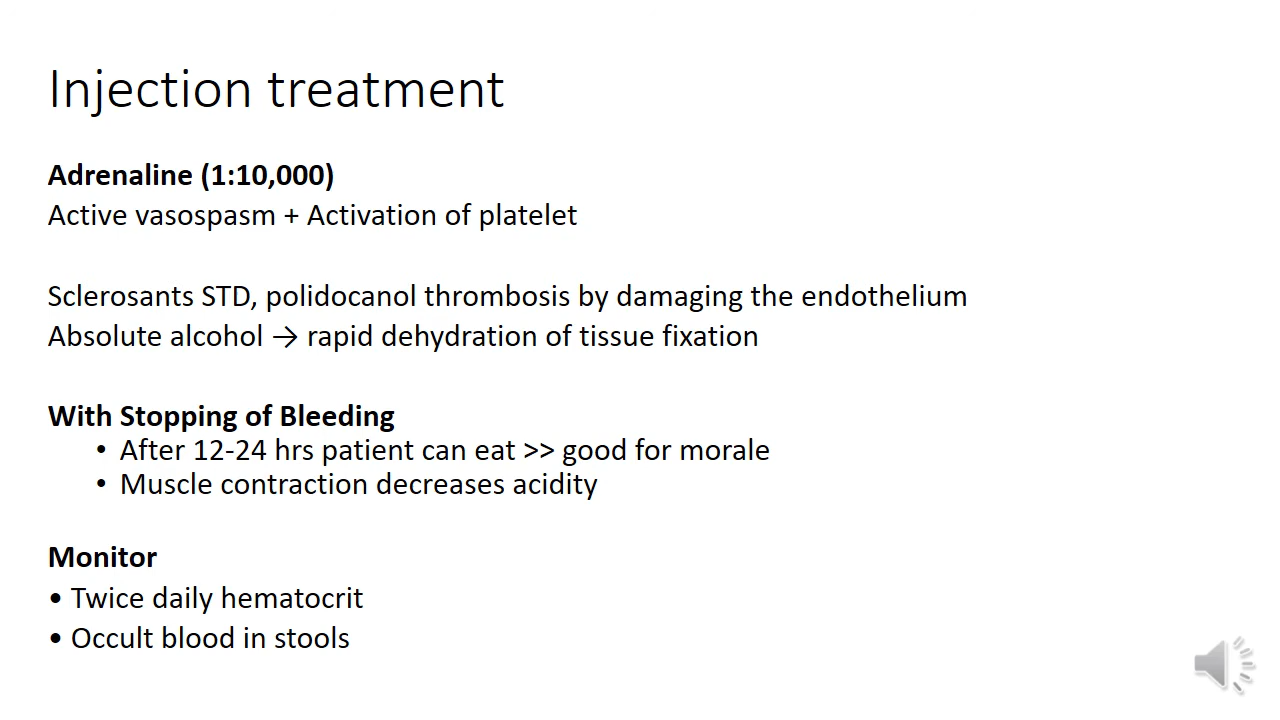 Injection treatment
Adrenaline (1:10,000)
Active vasospasm + Activation of platelet
Sclerosants STD, polidocanol thrombosis by damaging the endothelium
Absolute alcohol → rapid dehydration of tissue fixation
With Stopping of Bleeding
• After 12-24 hrs patient can eat >> good for morale
• Muscle contraction decreases acidity
Monitor
• Twice daily hematocrit
• Occult blood in stools